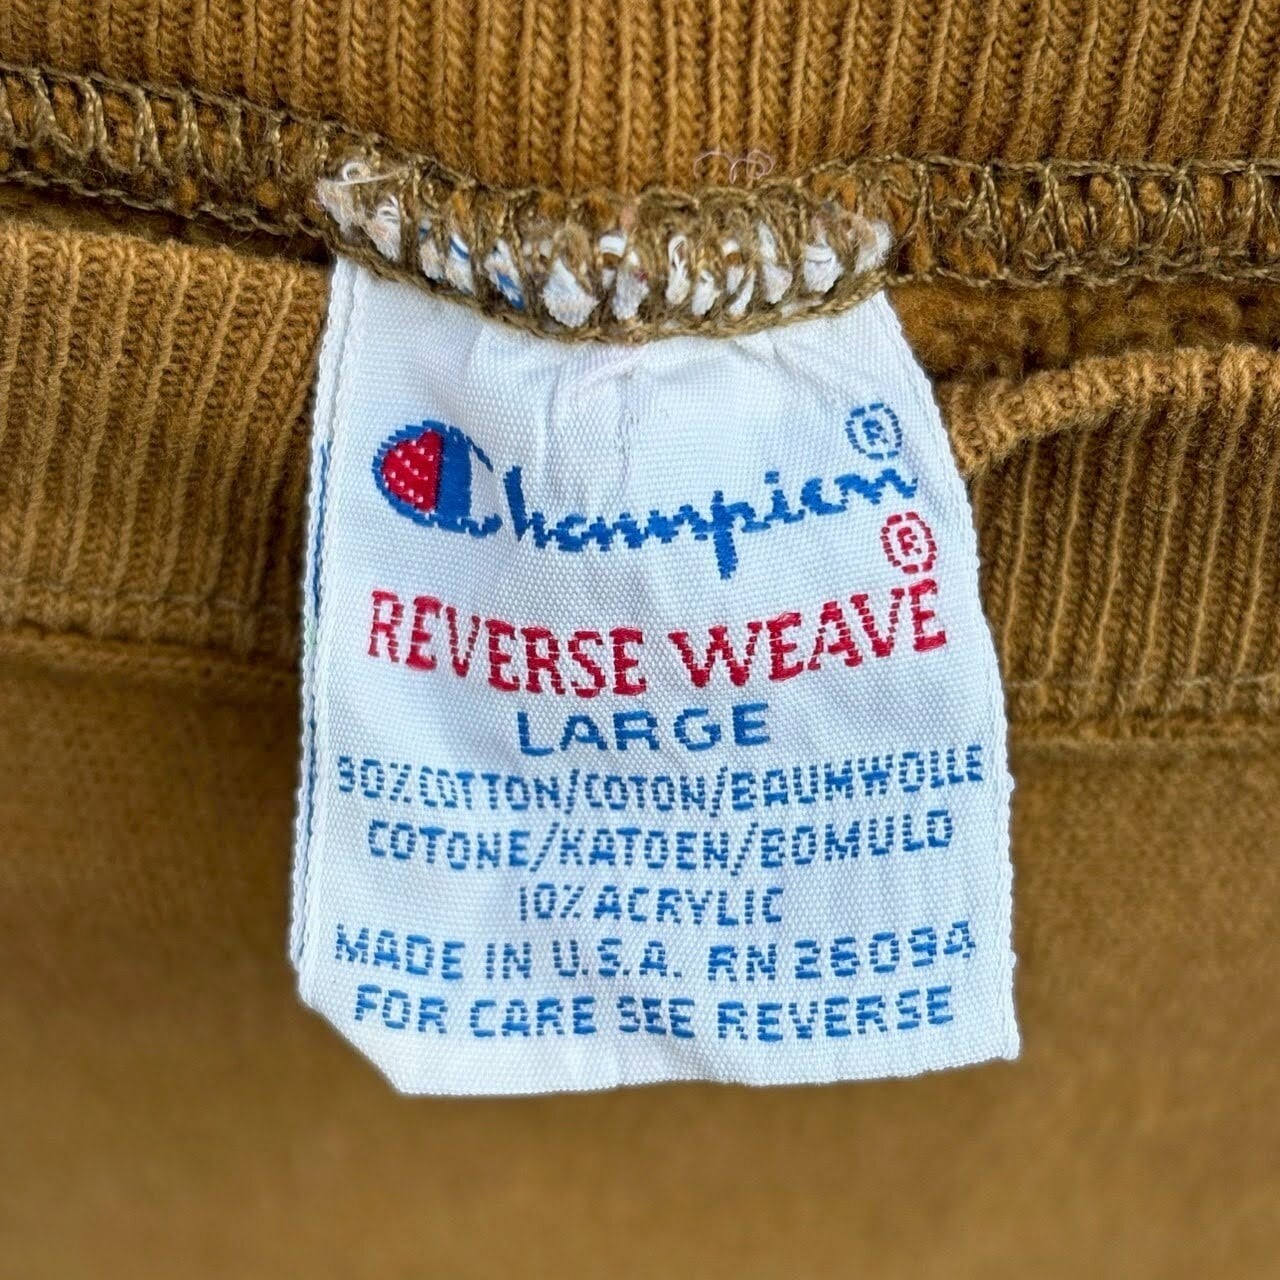 Champion®
®
REVERSE WEAVE
LARGE
90% COTTON/COTON/BAUMWOLLE
COTONE/KATOEN/BOMULD
10% ACRYLIC
MADE IN U.S.A. RN 26094
FOR CARE SEE REVERSE